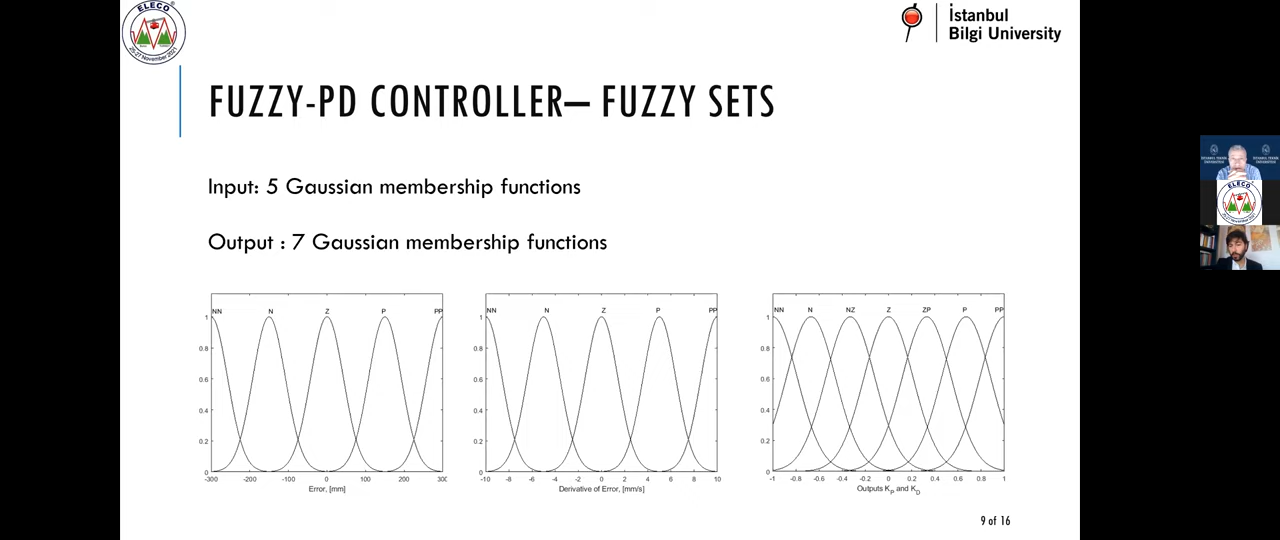 ELECO
25-27 November 2021
İstanbul
Bilgi University
FUZZY-PD CONTROLLER– FUZZY SETS
Input: 5 Gaussian membership functions
Output : 7 Gaussian membership functions
NN N Z P PP
1
0.8
0.6
0.4
0.2
0
-300 -200 -100 0 100 200 300
Error, [mm]
NN N Z P PP
1
0.8
0.6
0.4
0.2
0
-10 -8 -6 -4 -2 0 2 4 6 8 10
Derivative of Error, [mm/s]
NN N NZ Z ZP P PP
1
0.8
0.6
0.4
0.2
0
-1 -0.8 -0.6 -0.4 -0.2 0 0.2 0.4 0.6 0.8 1
Outputs K_P and K_D
9 of 16
ELECO